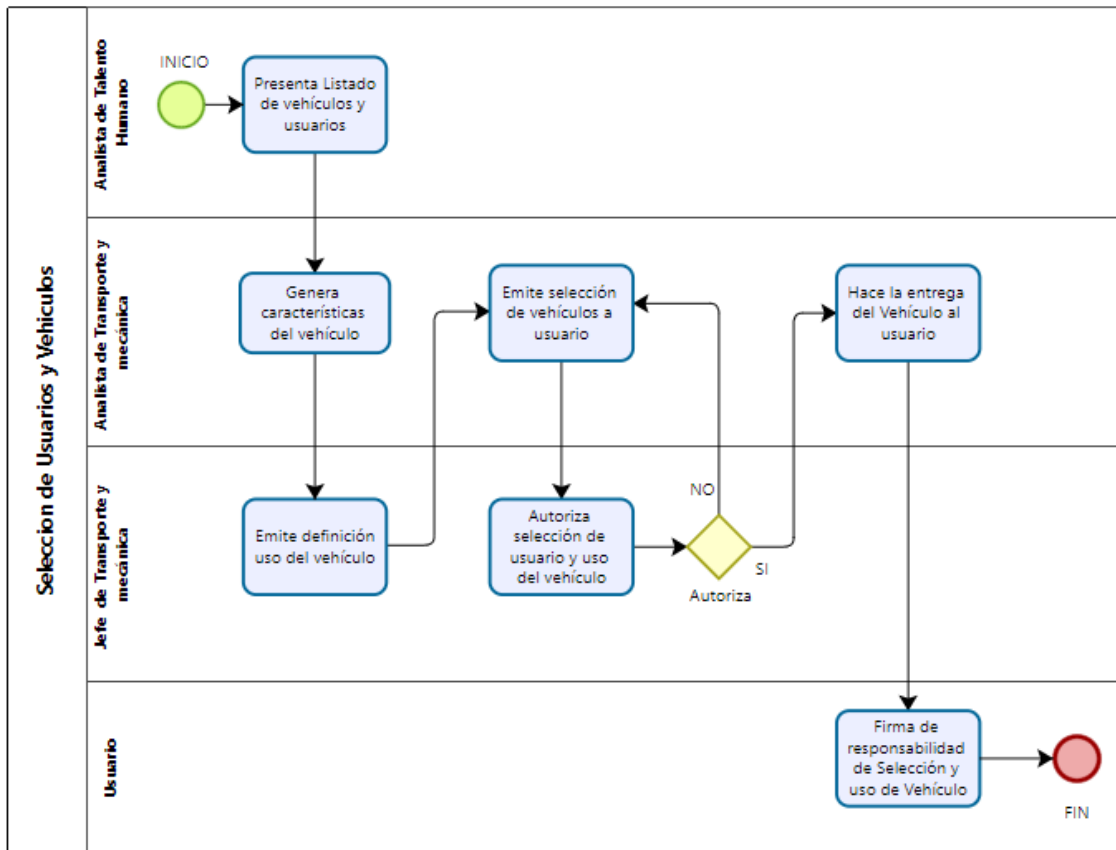 Seleccion de Usuarios y Vehiculos
Analista de Talento
Humano
INICIO
Presenta Listado
de vehículos y
usuarios
Analista de Transporte y
mecánica
Genera
características
del vehículo
Emite selección
de vehículos a
usuario
Hace la entrega
del Vehículo al
usuario
Jefe de Transporte y
mecánica
Emite definición
uso del vehículo
Autoriza
selección de
usuario y uso
del vehículo
NO
SI
Autoriza
Usuario
Firma de
responsabilidad
de Selección y
uso de Vehículo
FIN